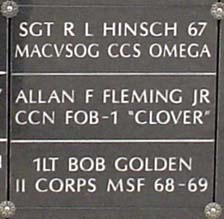 SGT R L HINSCH 67
MACVSOG CCS OMEGA
ALLAN F FLEMING JR
CCN FOB-1 "CLOVER"
1LT BOB GOLDEN
II CORPS MSF 68-69